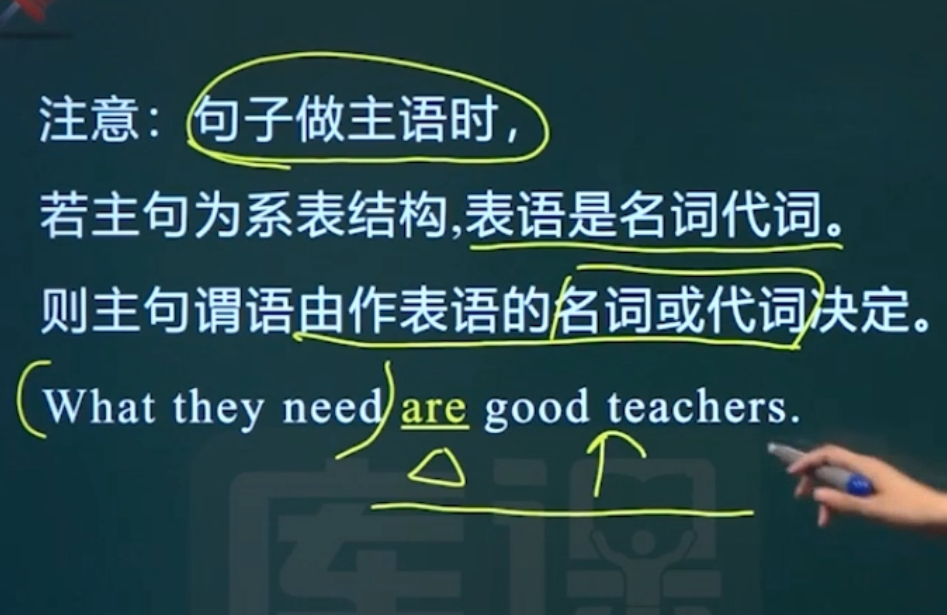 注意：句子做主语时，
若主句为系表结构,表语是名词代词。
则主句谓语由作表语的名词或代词决定。
What they need are good teachers.
库课